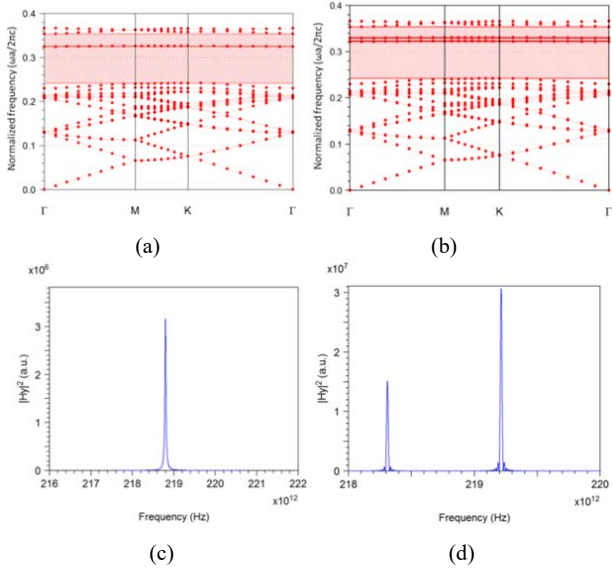 (a)
Normalized frequency (ωa/2πc)
0.4
0.3
0.2
0.1
0.0
Γ M K Γ
(a)
(b)
Normalized frequency (ωa/2πc)
0.4
0.3
0.2
0.1
0.0
Γ M K Γ
(b)
x10⁶
|Hy|² (a.u.)
3
2
1
0
216 217 218 219 220 221 222
x10¹²
Frequency (Hz)
(c)
x10⁷
|Hy|² (a.u.)
3
2
1
0
218 219 220
x10¹²
Frequency (Hz)
(d)